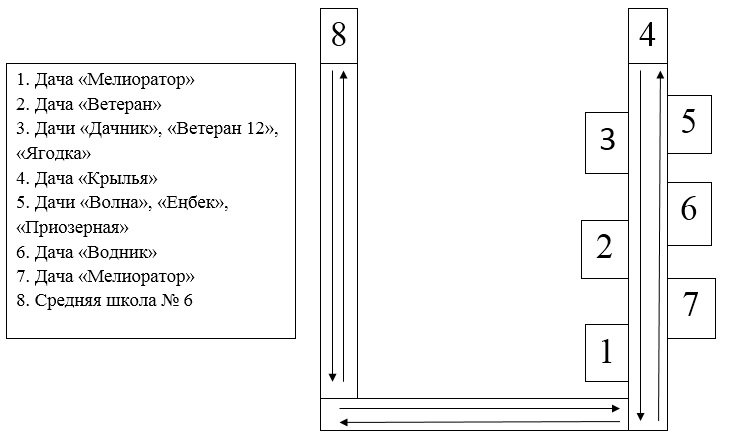 1. Дача «Мелиоратор»
2. Дача «Ветеран»
3. Дачи «Дачник», «Ветеран 12»,
«Ягодка»
4. Дача «Крылья»
5. Дачи «Волна», «Еңбек»,
«Приозерная»
6. Дача «Водник»
7. Дача «Мелиоратор»
8. Средняя школа № 6
8
4
3
5
2
6
1
7